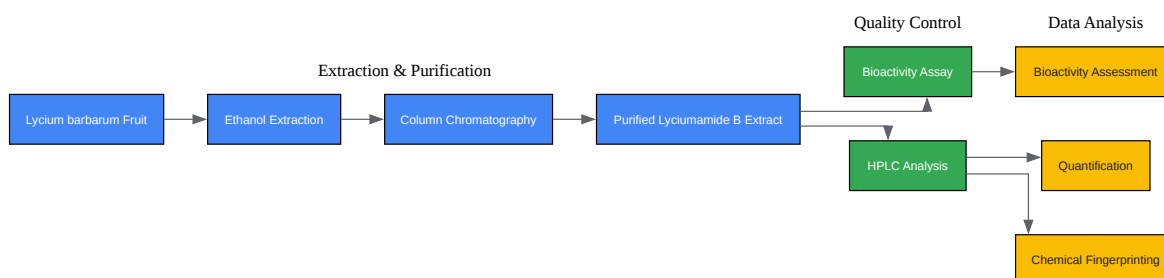 Quality Control
Data Analysis
Extraction & Purification
Bioactivity Assay
Bioactivity Assessment
Lycium barbarum Fruit
Ethanol Extraction
Column Chromatography
Purified Lyciumamide B Extract
HPLC Analysis
Quantification
Chemical Fingerprinting